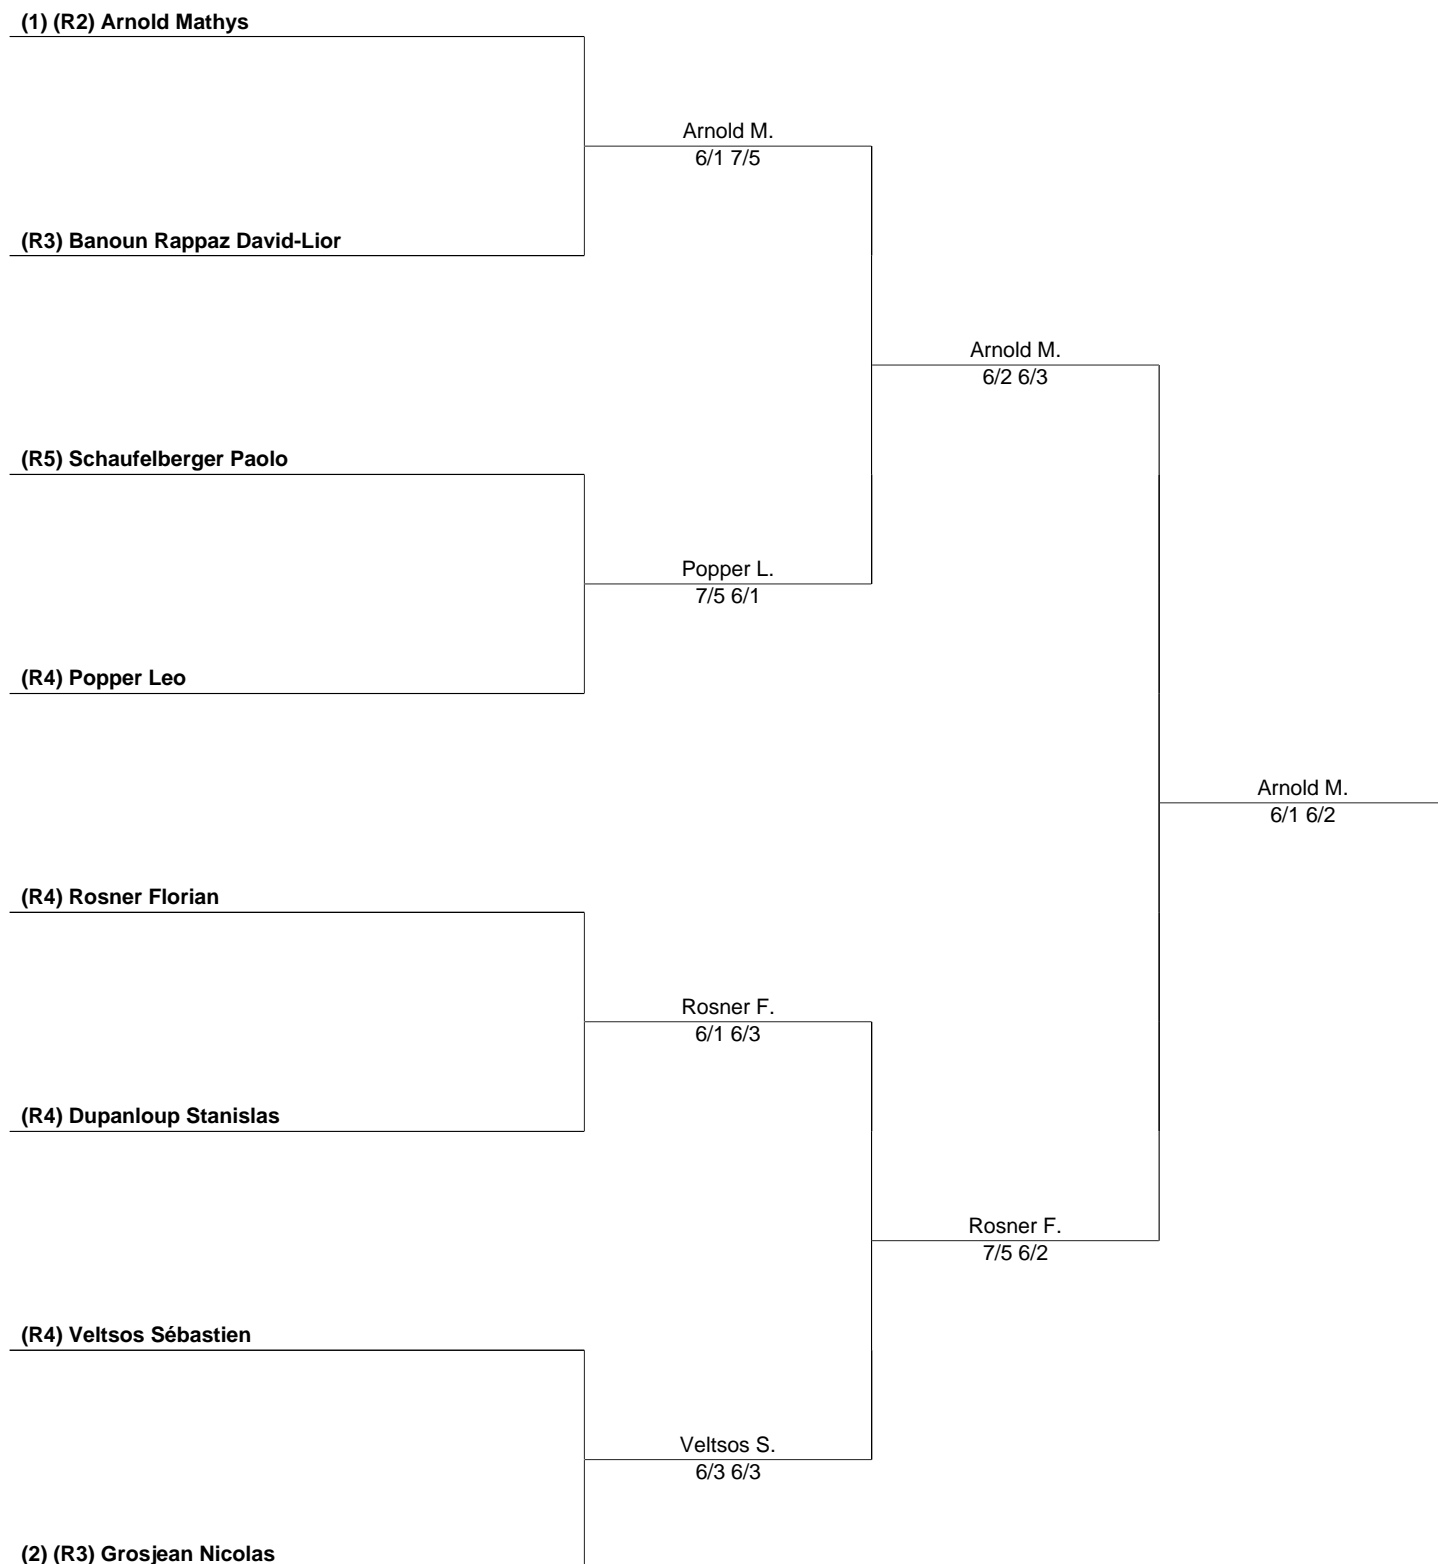 (1) (R2) Arnold Mathys
Arnold M.
6/1 7/5
(R3) Banoun Rappaz David-Lior
Arnold M.
6/2 6/3
(R5) Schaufelberger Paolo
Popper L.
7/5 6/1
(R4) Popper Leo
Arnold M.
6/1 6/2
(R4) Rosner Florian
Rosner F.
6/1 6/3
(R4) Dupanloup Stanislas
Rosner F.
7/5 6/2
(R4) Veltsos Sébastien
Veltsos S.
6/3 6/3
(2) (R3) Grosjean Nicolas